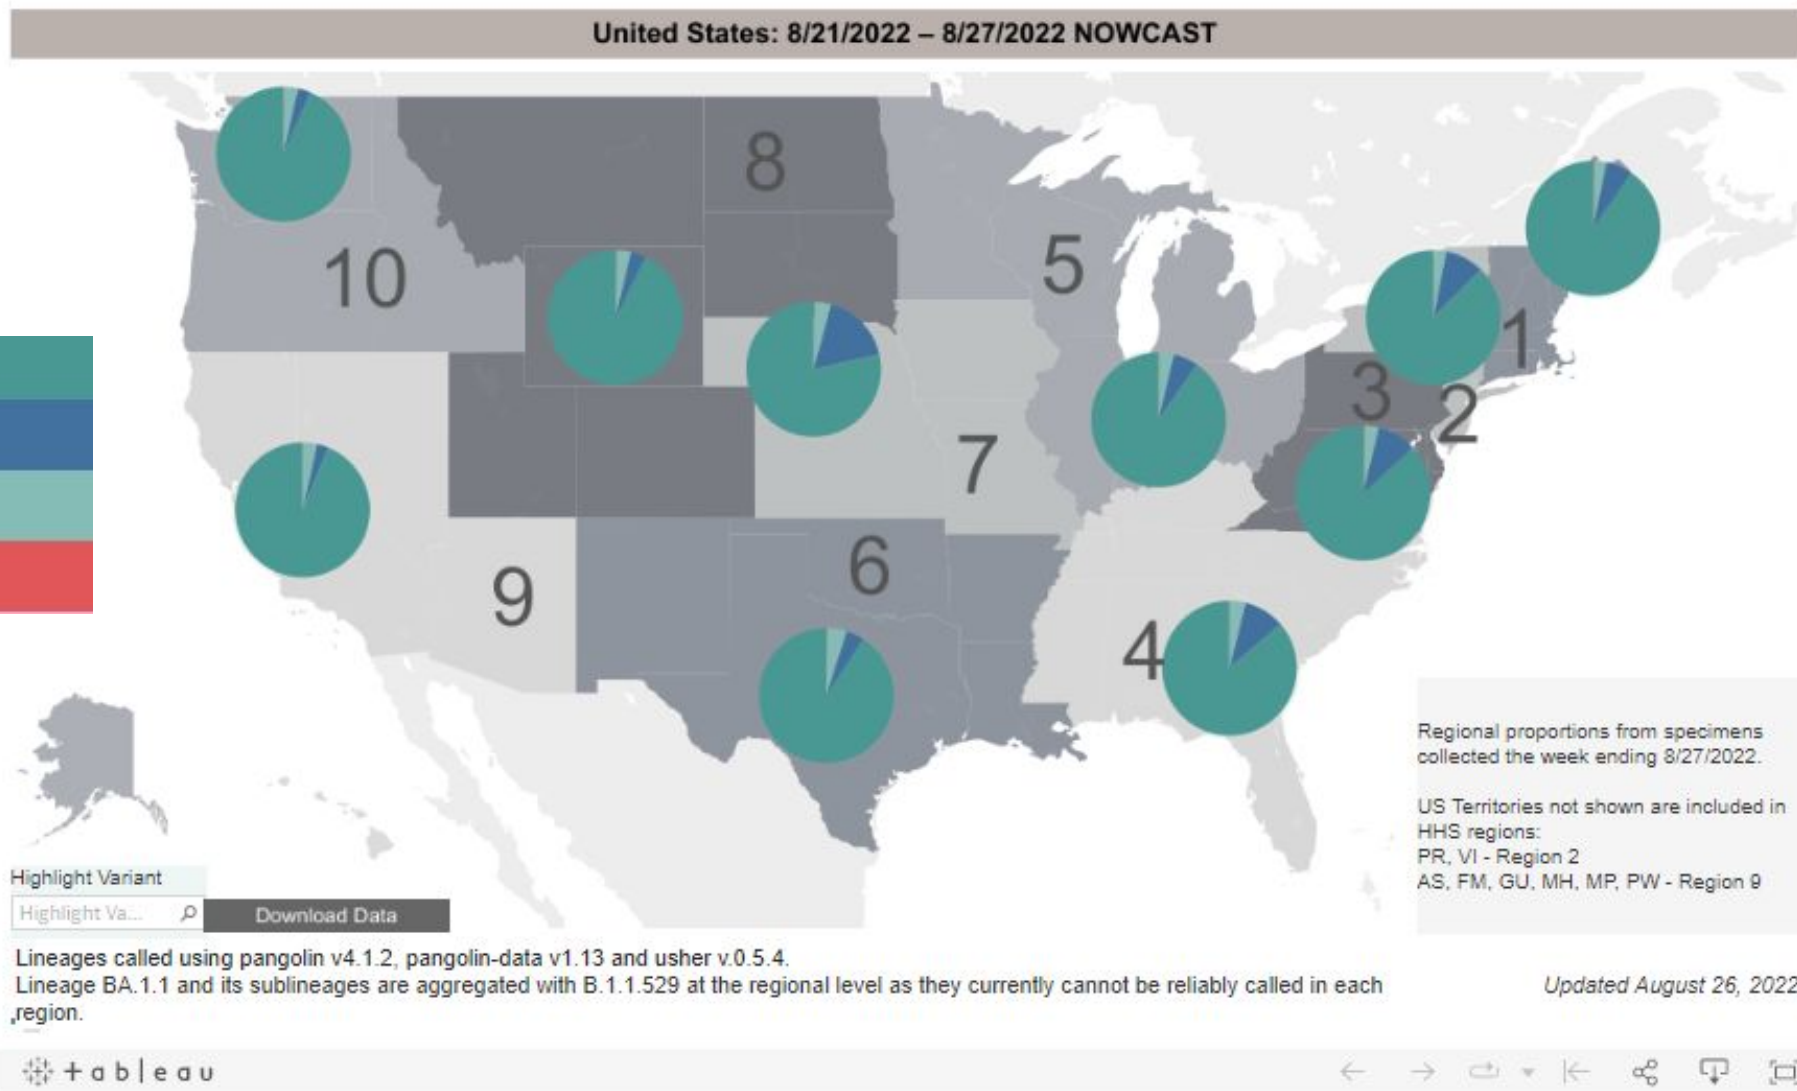 United States: 8/21/2022 – 8/27/2022 NOWCAST
8
10
5
1
3
2
7
6
9
4
Regional proportions from specimens
collected the week ending 8/27/2022.
US Territories not shown are included in
HHS regions:
PR, VI - Region 2
AS, FM, GU, MH, MP, PW - Region 9
Highlight Variant
Highlight Va...
Download Data
Lineages called using pangolin v4.1.2, pangolin-data v1.13 and usher v.0.5.4.
Lineage BA.1.1 and its sublineages are aggregated with B.1.1.529 at the regional level as they currently cannot be reliably called in each
region.
Updated August 26, 2022
+ a b l e a u